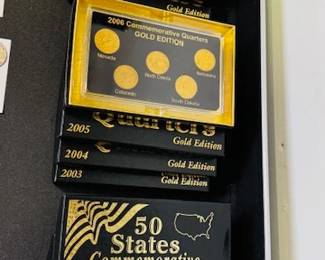 Gold Edition
2006 Commemorative Quarters
GOLD EDITION
Nevada
North Dakota
Nebraska
Colorado
South Dakota
Quarters
2005
Gold Edition
2004
Gold Edition
2003
Gold Edition
50
States
Commemorative